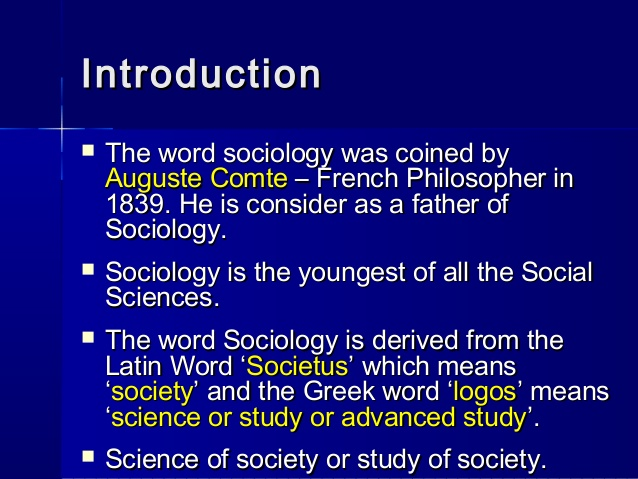 Introduction
The word sociology was coined by
Auguste Comte – French Philosopher in
1839. He is consider as a father of
Sociology.
Sociology is the youngest of all the Social
Sciences.
The word Sociology is derived from the
Latin Word ‘Societus’ which means
‘society’ and the Greek word ‘logos’ means
‘science or study or advanced study’.
Science of society or study of society.